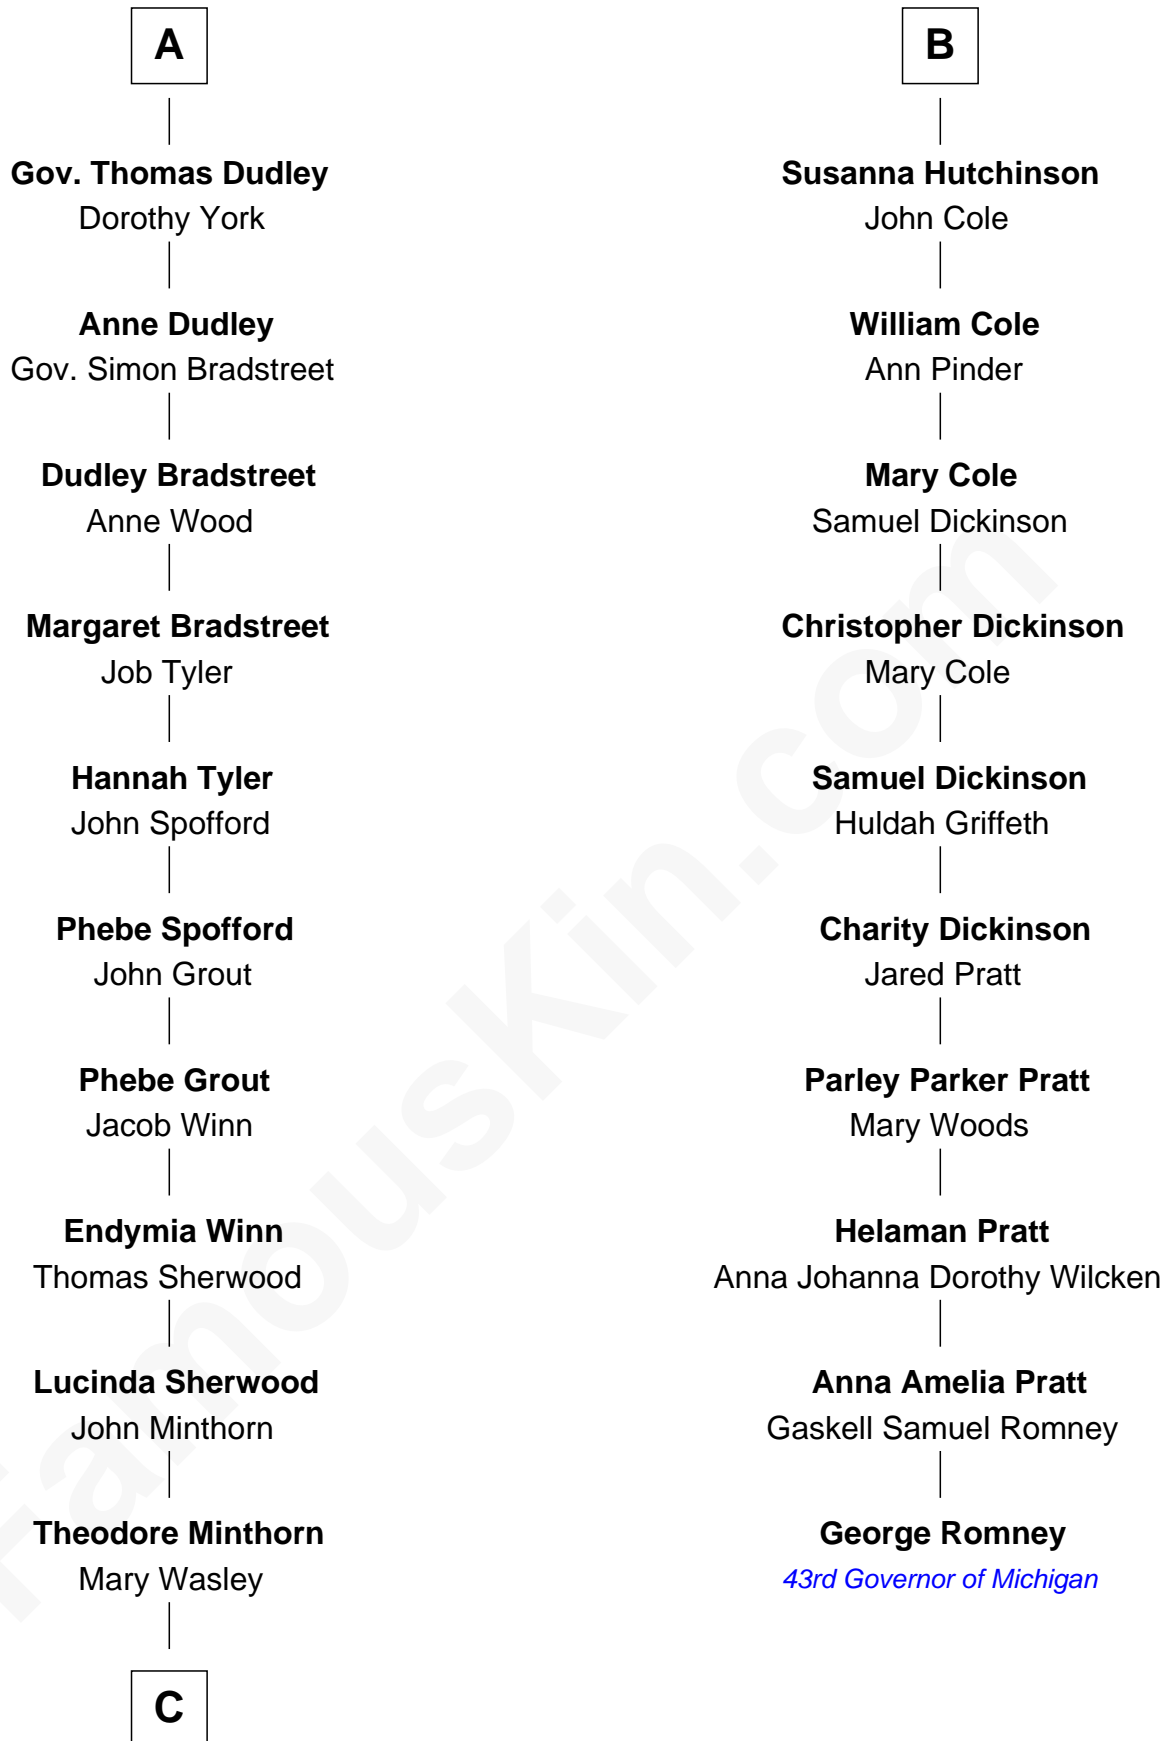 A
Gov. Thomas Dudley
Dorothy York
Anne Dudley
Gov. Simon Bradstreet
Dudley Bradstreet
Anne Wood
Margaret Bradstreet
Job Tyler
Hannah Tyler
John Spofford
Phebe Spofford
John Grout
Phebe Grout
Jacob Winn
Endymia Winn
Thomas Sherwood
Lucinda Sherwood
John Minthorn
Theodore Minthorn
Mary Wasley
C
B
Susanna Hutchinson
John Cole
William Cole
Ann Pinder
Mary Cole
Samuel Dickinson
Christopher Dickinson
Mary Cole
Samuel Dickinson
Huldah Griffeth
Charity Dickinson
Jared Pratt
Parley Parker Pratt
Mary Woods
Helaman Pratt
Anna Johanna Dorothy Wilcken
Anna Amelia Pratt
Gaskell Samuel Romney
George Romney
43rd Governor of Michigan
FamousKin.com